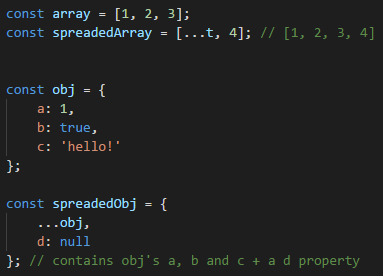 const array = [1, 2, 3];
const spreadedArray = [...t, 4]; // [1, 2, 3, 4]
const obj = {
    a: 1,
    b: true,
    c: 'hello!'
};
const spreadedObj = {
    ...obj,
    d: null
}; // contains obj's a, b and c + a d property